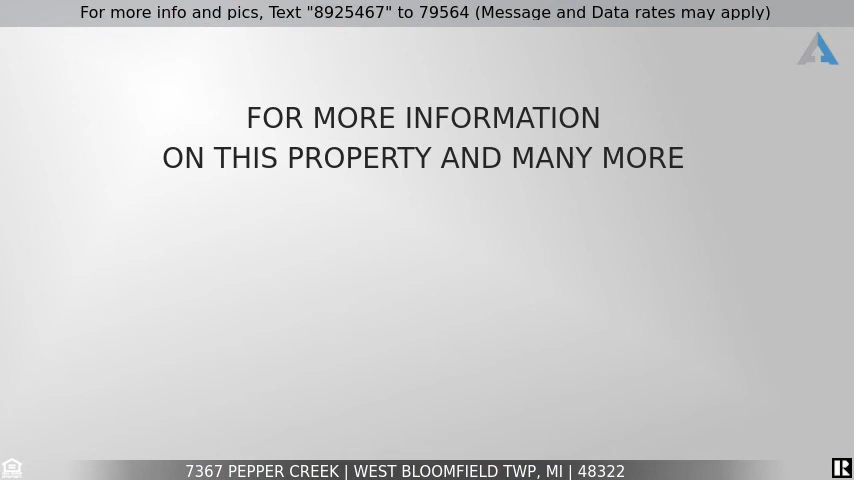 For more info and pics, Text "8925467" to 79564 (Message and Data rates may apply)
FOR MORE INFORMATION
ON THIS PROPERTY AND MANY MORE
7367 PEPPER CREEK | WEST BLOOMFIELD TWP, MI | 48322